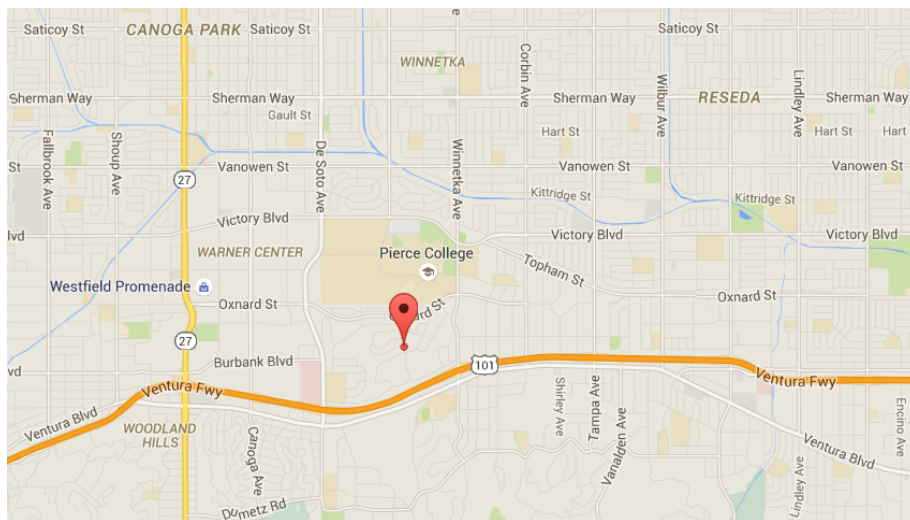 Saticoy St
CANOGA PARK
Saticoy St
Saticoy St
WINNETKA
Corbin Ave
Wilbur Ave
Lindley Ave
Sherman Way
Sherman Way
Sherman Way
RESEDA
Sherman Way
Gault St
Hart St
Hart St
Hart
Fallbrook Ave
Shoup Ave
De Soto Ave
Winnetka Ave
St
Vanowen St
Vanowen St
Vanowen St
27
Kittridge St
Kittridge St
Victory Blvd
lvd
Victory Blvd
Victory Blvd
WARNER CENTER
Pierce College
Topham St
Westfield Promenade
Oxnard St
Oxnard St
Oxnard St
27
Burbank Blvd
101
vd
Ventura Fwy
Ventura Fwy
Shirley Ave
Tampa Ave
Vanalden Ave
Encino Ave
Ventura Blvd
WOODLAND
HILLS
Canoga Ave
Ventura Blvd
Lindley Ave